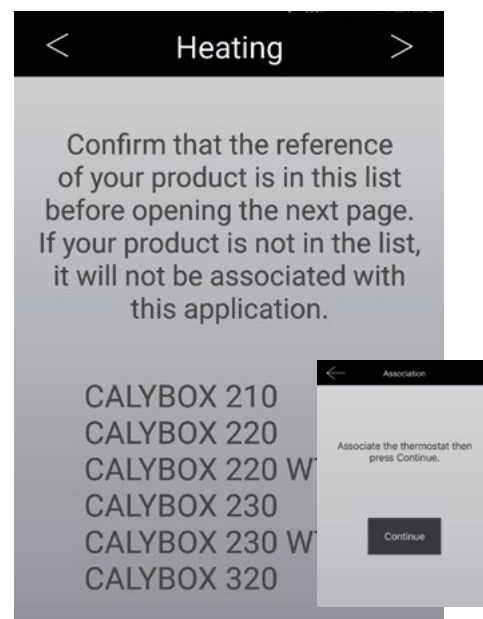 < Heating >
Confirm that the reference
of your product is in this list
before opening the next page.
If your product is not in the list,
it will not be associated with
this application.
CALYBOX 210
CALYBOX 220
CALYBOX 220
CALYBOX 230
CALYBOX 230
CALYBOX 320
Association
Associate the thermostat then
press Continue.
Continue